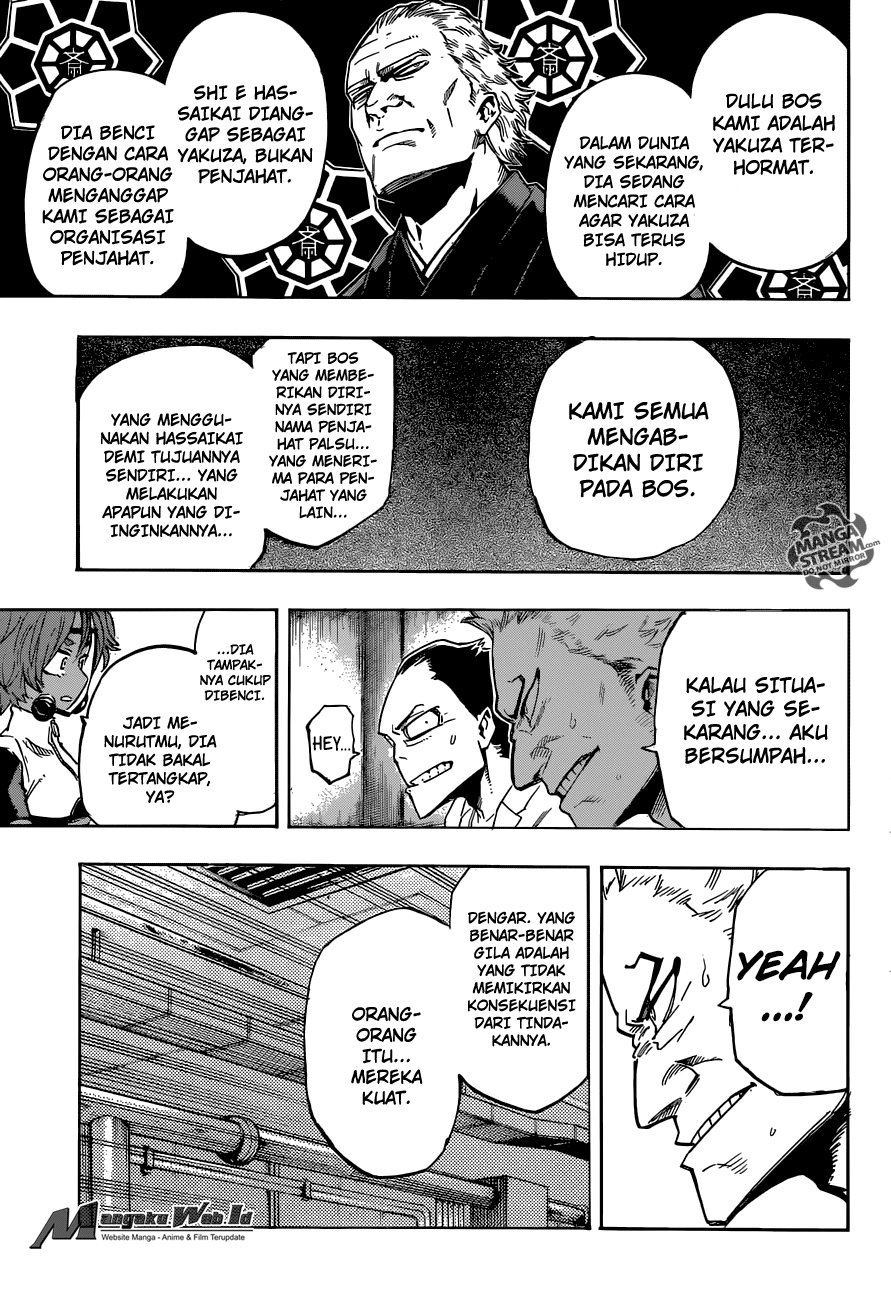 DULU BOS
KAMI ADALAH
YAKUZA TER-
HORMAT.
DALAM DUNIA
YANG SEKARANG,
DIA SEDANG
MENCARI CARA
AGAR YAKUZA
BISA TERUS
HIDUP.
SHI E HAS-
SAIKAI DIANG-
GAP SEBAGAI
YAKUZA, BUKAN
PENJAHAT.
DIA BENCI
DENGAN CARA
ORANG-ORANG
MENGANGGAP
KAMI SEBAGAI
ORGANISASI
PENJAHAT.
KAMI SEMUA
MENGAB-
DIKAN DIRI
PADA BOS.
TAPI BOS
YANG MEMBE-
RIKAN DIRI-
NYA SENDIRI
NAMA PENJA-
HAT PALSU...
YANG MENERI-
MA PARA PEN-
JAHAT YANG
LAIN...
YANG MENGGU-
NAKAN HASSAIKAI
DEMI TUJUANNYA
SENDIRI... YANG
MELAKUKAN
APAPUN YANG DI-
INGINKANNYA...
MANGA
STREAM.com
DO NOT MIRROR
KALAU SITUA-
SI YANG SE-
KARANG... AKU
BERSUMPAH...
HEY...
...DIA
TAMPAK-
NYA CUKUP
DIBENCI.
JADI ME-
NURUTMU, DIA
TIDAK BAKAL
TERTANGKAP,
YA?
YEAH
...!
DENGAR. YANG
BENAR-BENAR
GILA ADALAH
YANG TIDAK
MEMIKIRKAN
KONSEKUENSI
DARI TINDA-
KANNYA.
ORANG-
ORANG
ITU...
MEREKA
KUAT.
Mangaku.Web.Id
Website Manga - Anime & Film Terupdate